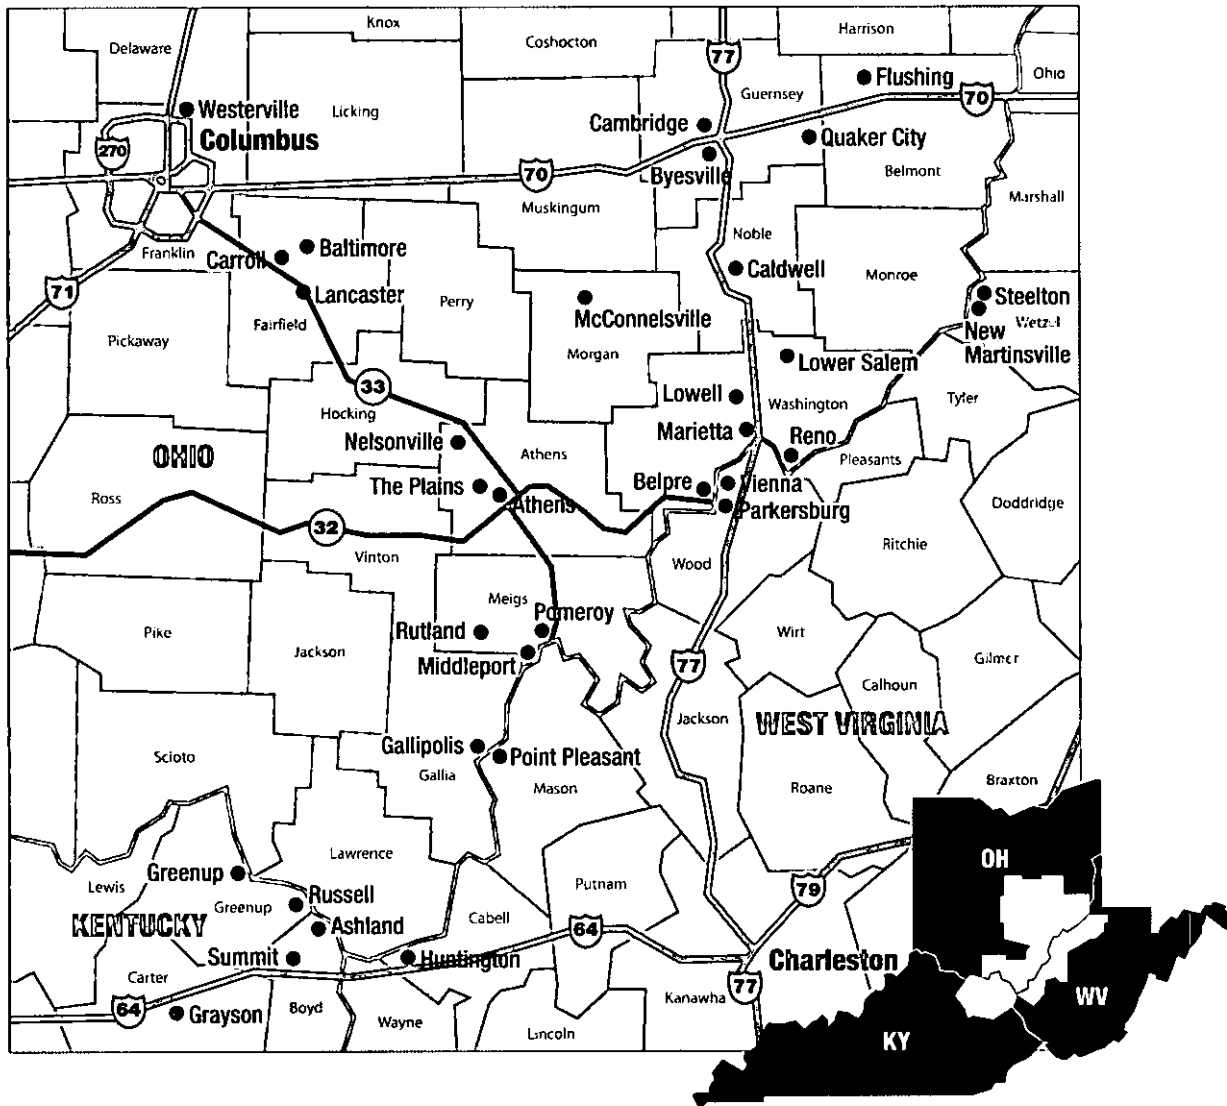 Knox
Harrison
Delaware
Coshocton
77
Ohio
Flushing
Guernsey
70
Westerville
Licking
Columbus
Cambridge
Quaker City
270
70
Byesville
Belmont
Muskingum
Marshall
Noble
Franklin
Baltimore
Carroll
Caldwell
Monroe
71
Lancaster
Perry
Steelton
McConnelsville
Wetzel
Fairfield
New
Martinsville
Pickaway
Morgan
Lower Salem
33
Lowell
Tyler
Hocking
Washington
Marietta
Reno
Nelsonville
OHIO
Athens
Pleasants
The Plains
Belpre
Vienna
Ross
Athens
Parkersburg
Doddridge
32
Ritchie
Vinton
Wood
Meigs
Pomeroy
Pike
Rutland
Wirt
Jackson
Middleport
77
Gilmer
Calhoun
Jackson
WEST VIRGINIA
Gallipolis
Scioto
Point Pleasant
Gallia
Mason
Roane
Braxton
Lawrence
OH
Greenup
Lewis
Putnam
79
Russell
Greenup
KENTUCKY
Ashland
Cabell
64
Summit
Huntington
Charleston
Carter
77
WV
Kanawha
64
Grayson
Boyd
Wayne
Lincoln
KY